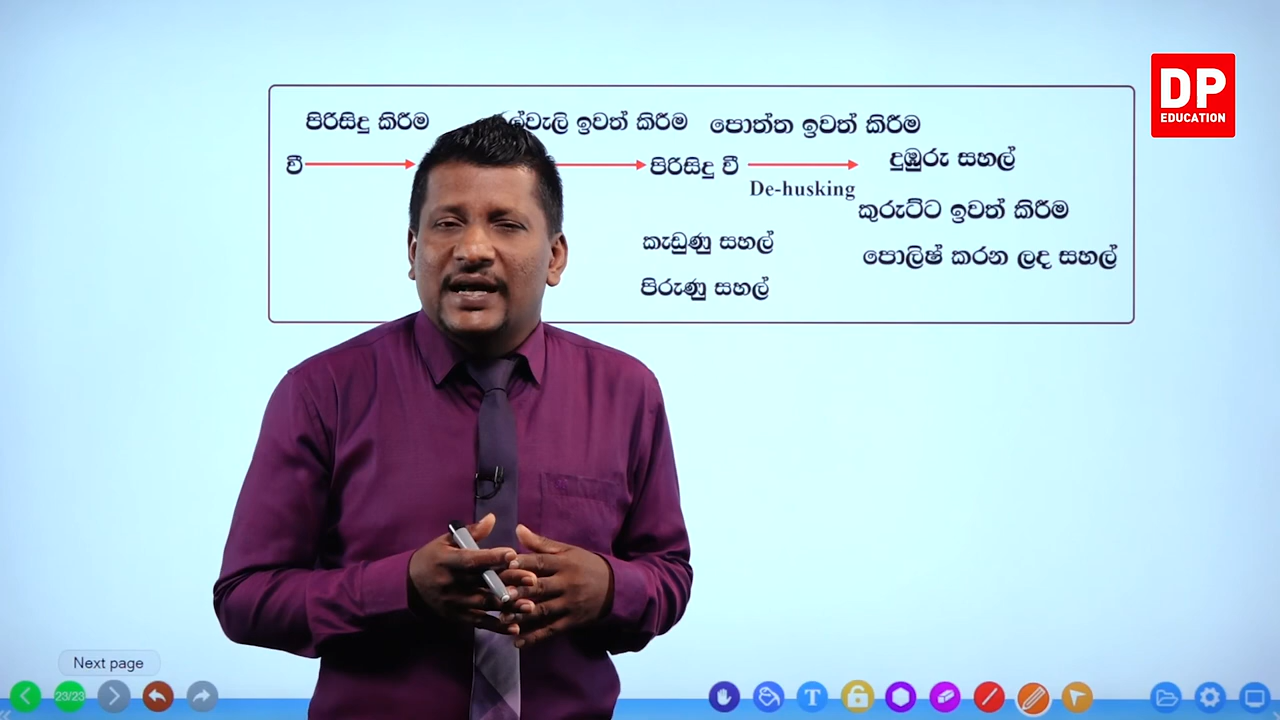 DP
EDUCATION
පිරිසිදු කිරීම
ඉවත් කිරීම
පොත්ත ඉවත් කිරීම
වී
පිරිසිදු වී
දුඹුරු සහල්
De-husking
කුරුට්ට ඉවත් කිරීම
කැඩුණු සහල්
පොලිෂ් කරන ලද සහල්
පිරුණු සහල්
Next page
23/23
T